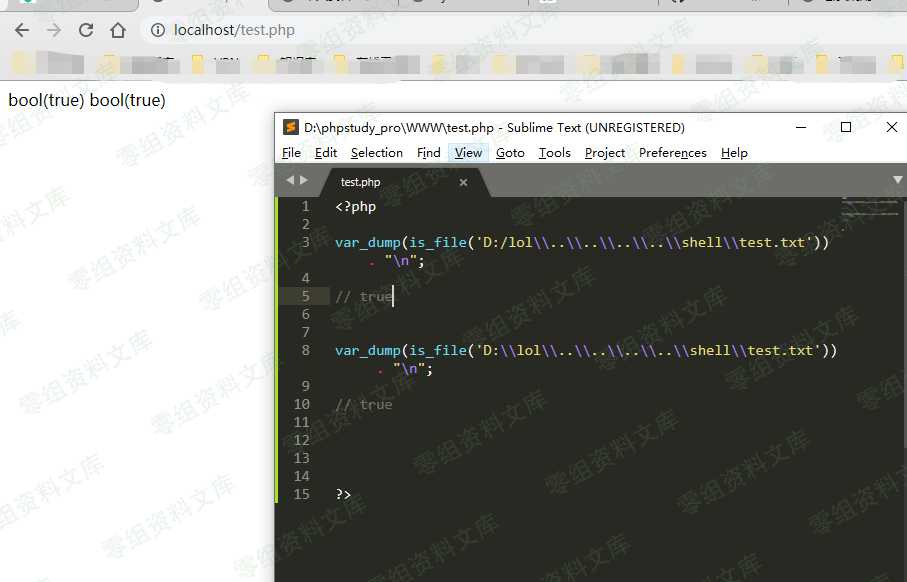 localhost/test.php
bool(true) bool(true)
D:\phpstudy_pro\WWW\test.php - Sublime Text (UNREGISTERED)
File Edit Selection Find View Goto Tools Project Preferences Help
test.php
1 <?php
2
3 var_dump(is_file('D:/lol\\..\\..\\..\\..\\shell\\test.txt'))
. "\n";
4
5 // true
6
7
8 var_dump(is_file('D:\\lol\\..\\..\\..\\..\\shell\\test.txt'))
. "\n";
9
10 // true
11
12
13
14
15 ?>
零组资料文库